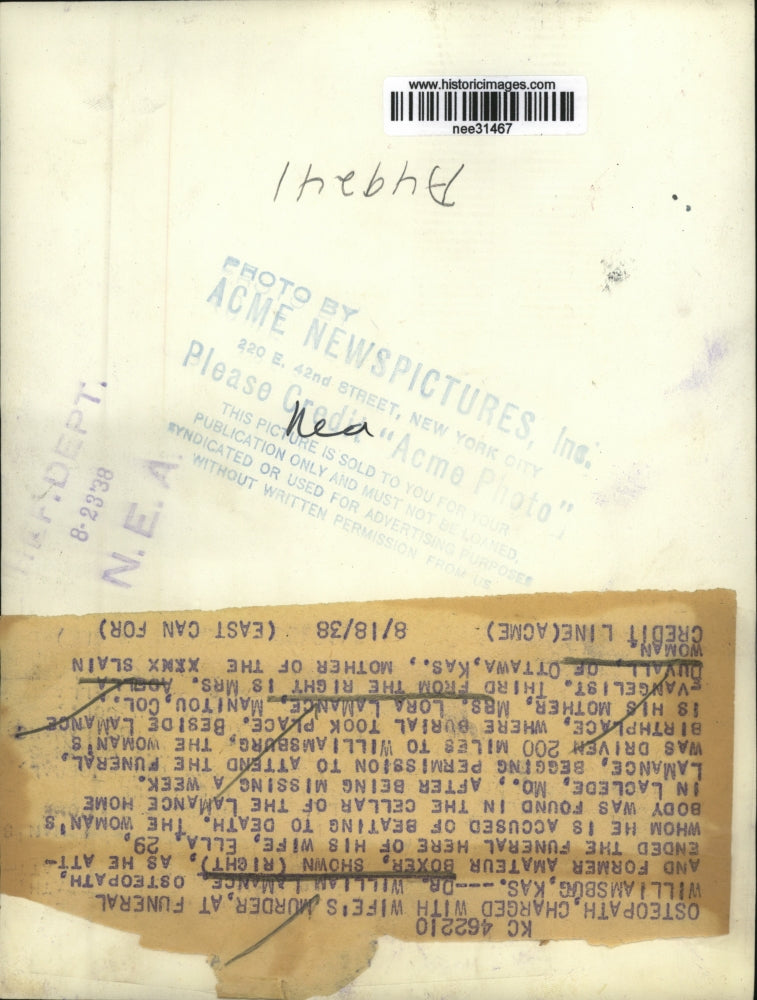 www.historicimages.com
nee31467
A49241
PHOTO BY
ACME NEWSPICTURES, Inc.
220 E. 42nd STREET, NEW YORK CITY
Please Credit "Acme Photo"
THIS PICTURE IS SOLD TO YOU FOR YOUR
PUBLICATION ONLY AND MUST NOT BE LOANED,
SYNDICATED OR USED FOR ADVERTISING PURPOSES
WITHOUT WRITTEN PERMISSION FROM US
Nea
DEPT.
8-23'38
N. E. A.
KC 462210
OSTEOPATH, CHARGED WITH WIFE'S MURDER, AT FUNERAL
WILLIAMSBURG, KAS.---DR. WILLIAM LAMANCE, OSTEOPATH,
AND FORMER AMATEUR BOXER, SHOWN (RIGHT), AS HE ATT-
ENDED THE FUNERAL HERE OF HIS WIFE, ELLA, 29,
WHOM HE IS ACCUSED OF BEATING TO DEATH. THE WOMAN'S
BODY WAS FOUND IN THE CELLAR OF THE LAMANCE HOME
IN LACLEDE, MO., AFTER BEING MISSING A WEEK.
LAMANCE, BEGGING PERMISSION TO ATTEND THE FUNERAL,
WAS DRIVEN 200 MILES TO WILLIAMSBURG, THE WOMAN'S
BIRTHPLACE, WHERE BURIAL TOOK PLACE. BESIDE LAMANCE
IS HIS MOTHER, MRS. LORA LAMANCE, MANITOU, COL.,
EVANGELIST. THIRD FROM THE RIGHT IS MRS.
DUVALL, OF OTTAWA, KAS., MOTHER OF THE XXXX SLAIN
WOMAN.
CREDIT LINE (ACME) 8/18/38 (EAST CAN FOR)